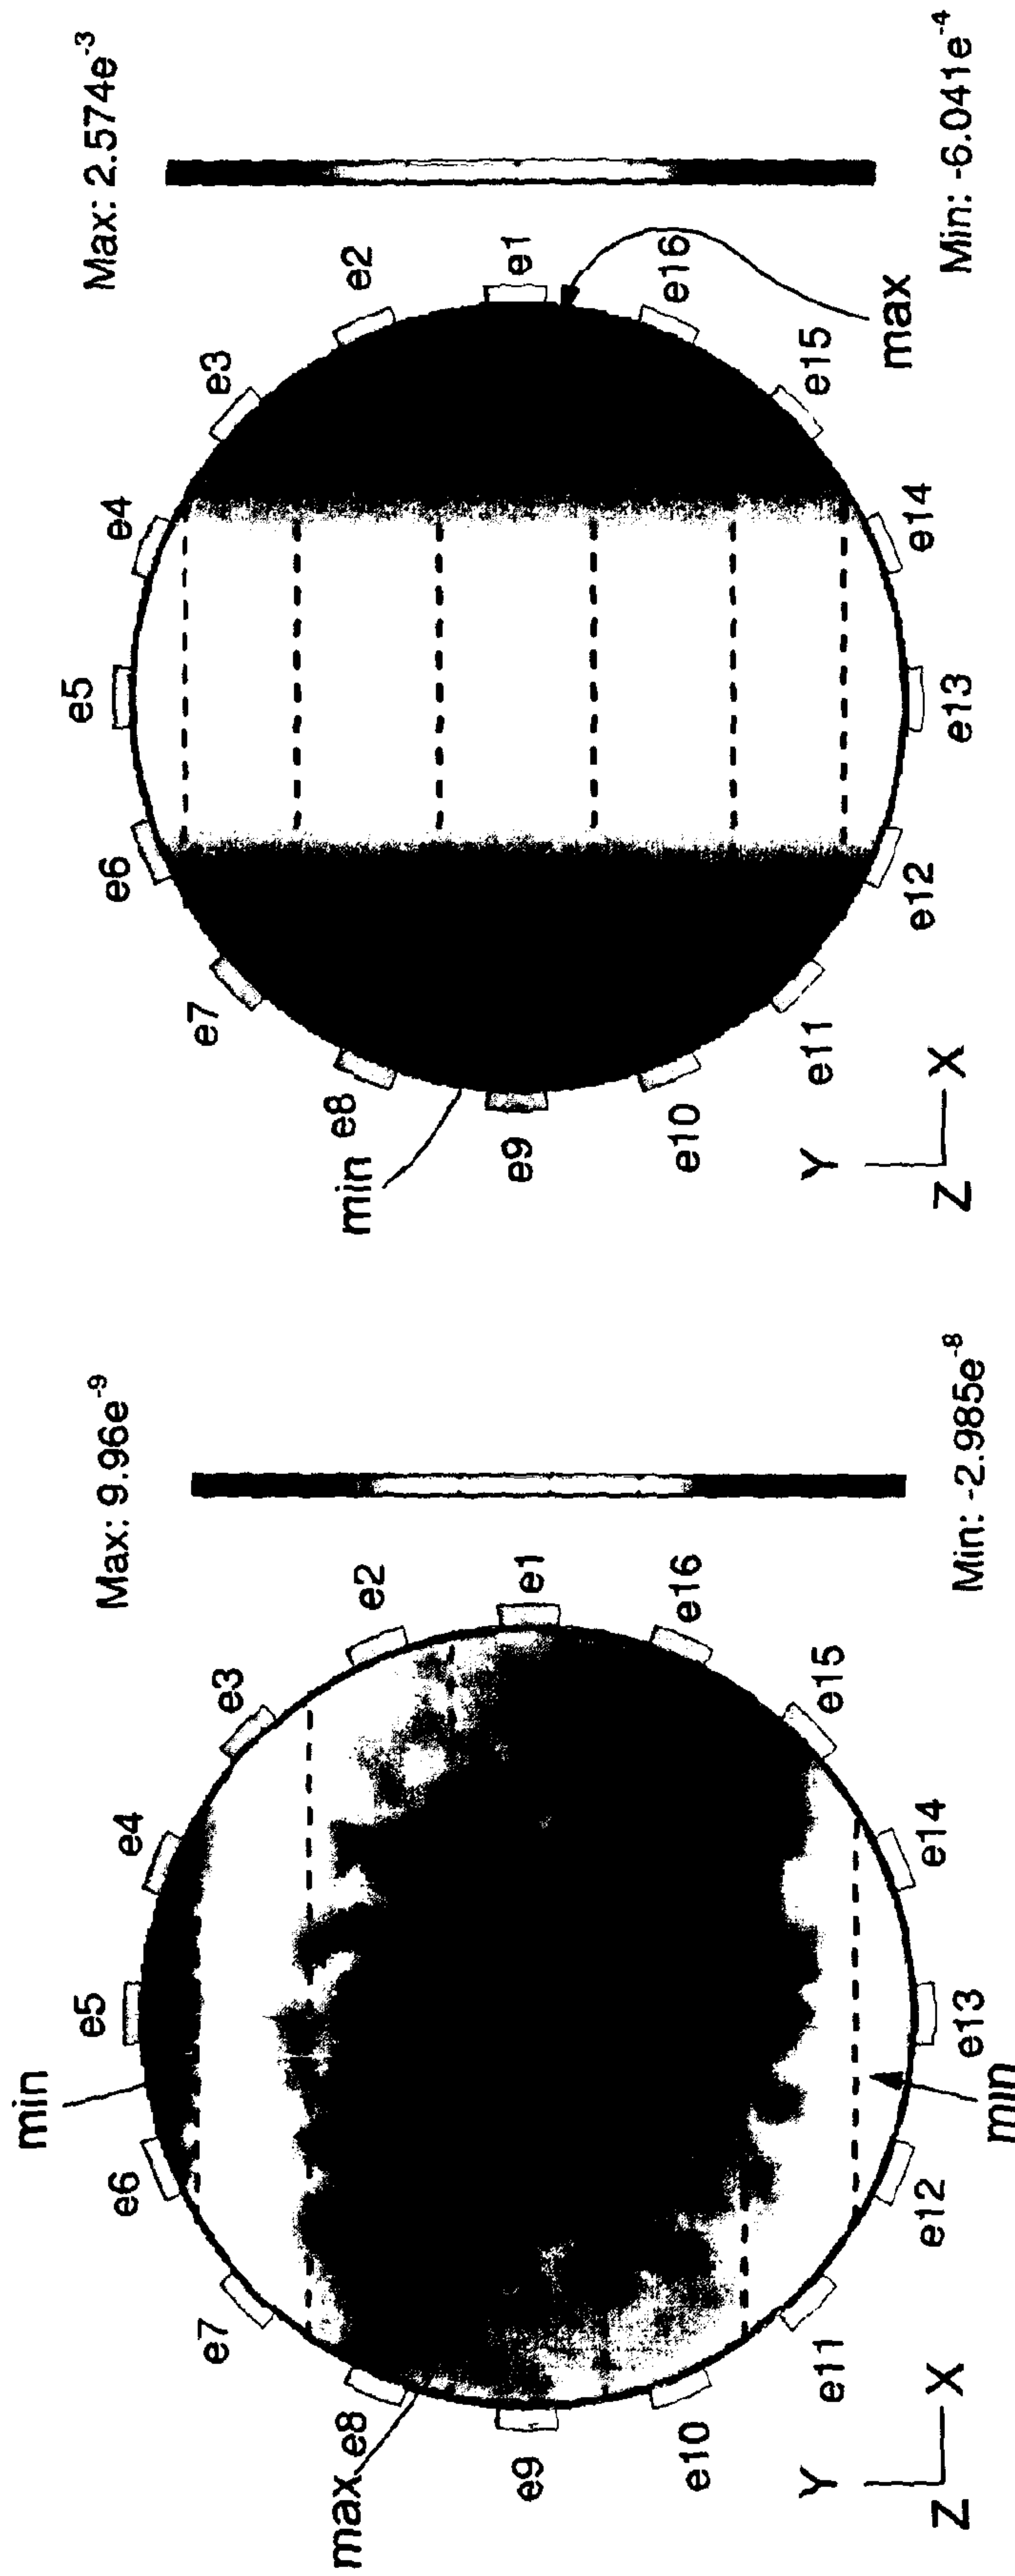 Max: 2.574e-3
e2
e1
e16
e3
e15
max
e4
e14
e5
e13
e6
e12
e7
e11
e8
min
e9
e10
Y
Z
X
Min: -6.041e-4
Max: 9.96e-9
e2
e1
e16
e3
e15
e4
e14
e5
e13
min
min
e6
e12
e7
e11
e8
max
e9
e10
Y
Z
X
Min: -2.985e-8